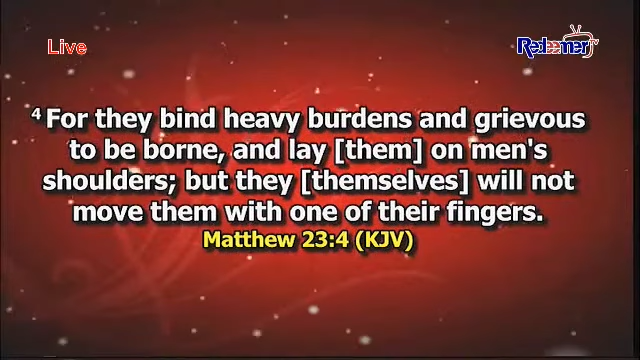 Live
Redeemer TV
4 For they bind heavy burdens and grievous
to be borne, and lay [them] on men's
shoulders; but they [themselves] will not
move them with one of their fingers.
Matthew 23:4 (KJV)